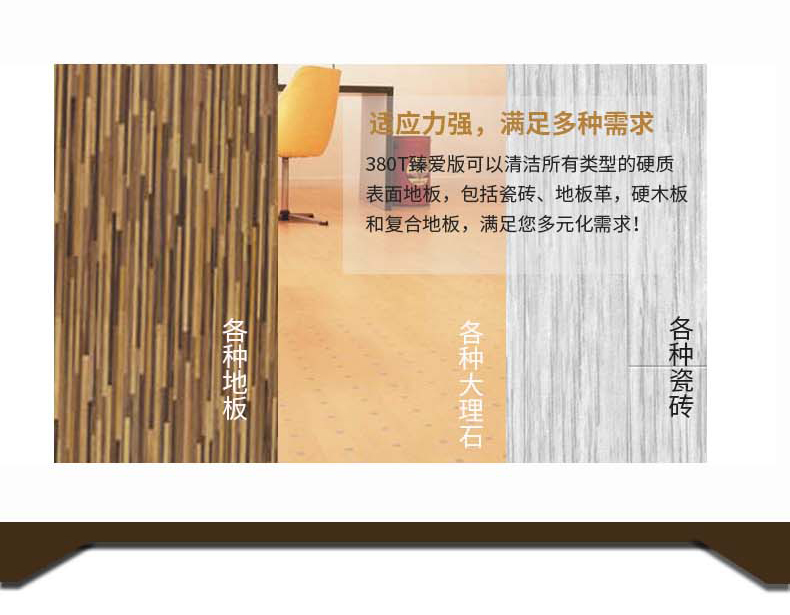 适应力强，满足多种需求
380T臻爱版可以清洁所有类型的硬质
表面地板，包括瓷砖、地板革，硬木板
和复合地板，满足您多元化需求！
各种地板
各种大理石
各种瓷砖